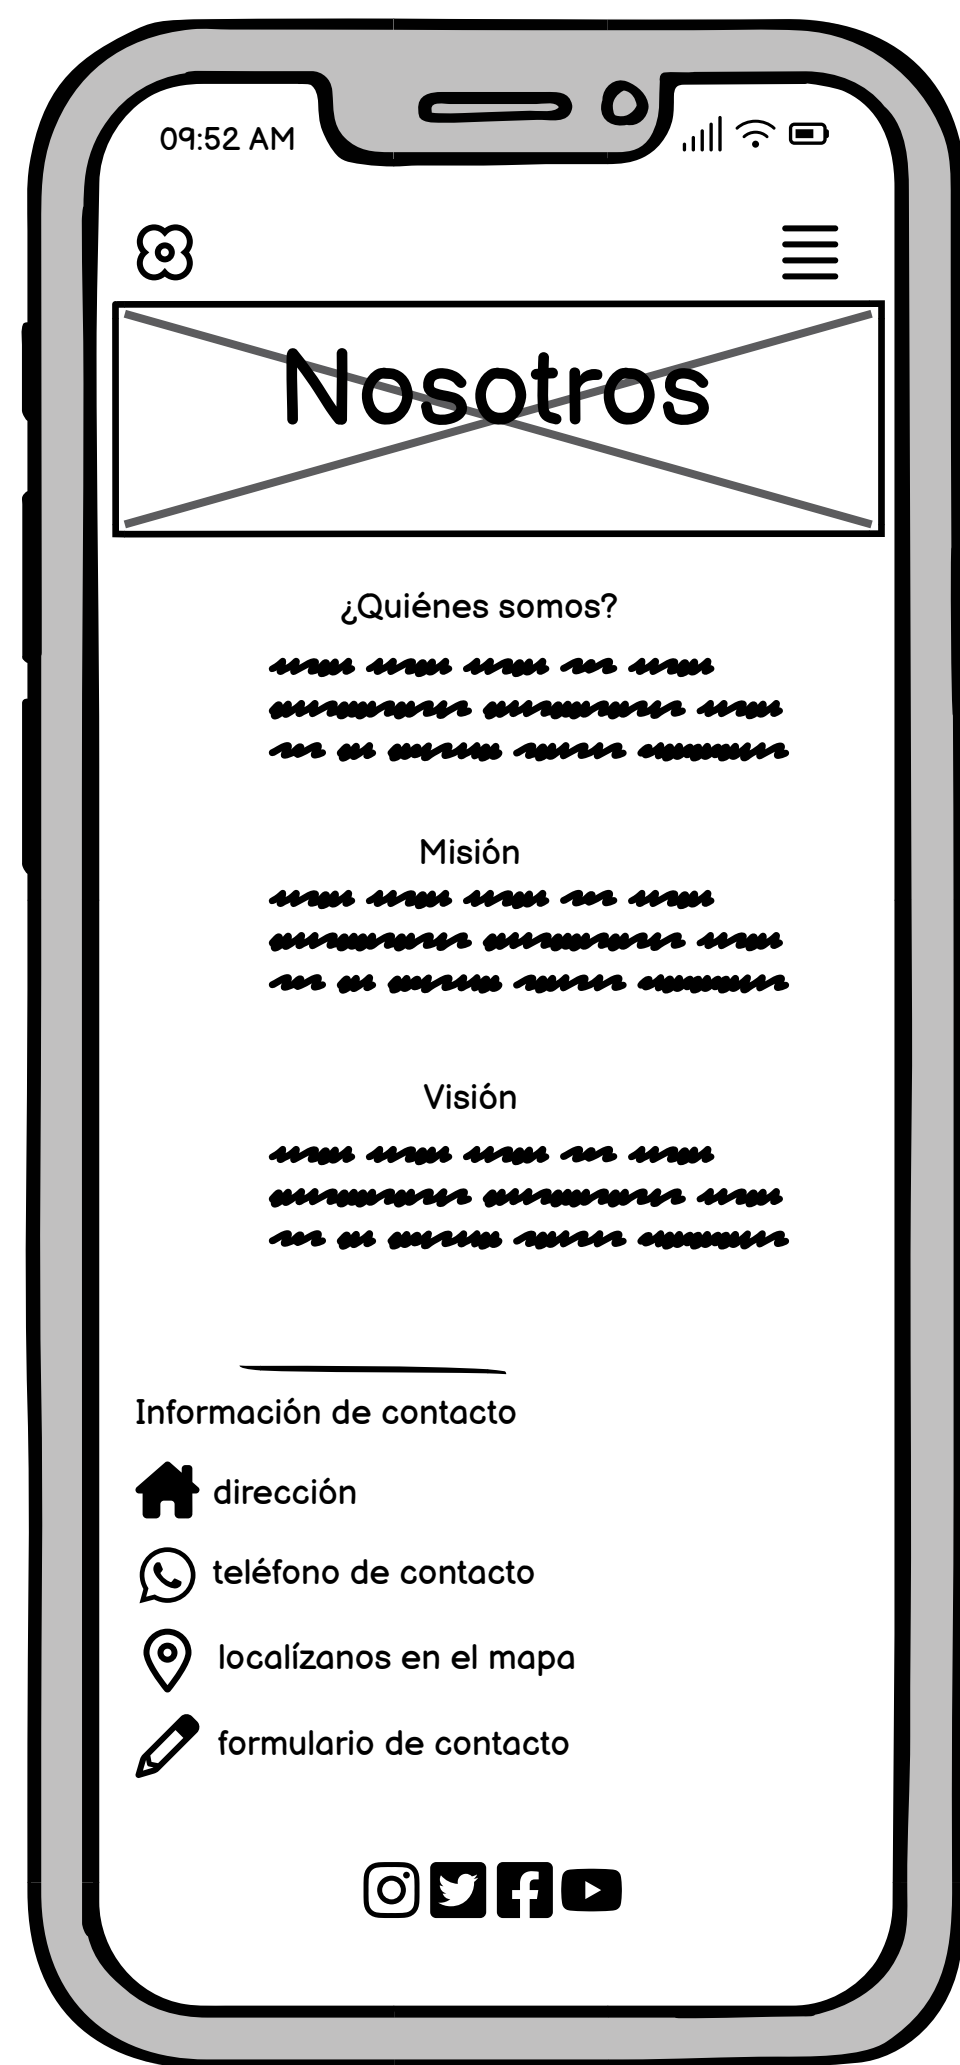 09:52 AM
Nosotros
¿Quiénes somos?
Misión
Visión
Información de contacto
dirección
teléfono de contacto
localízanos en el mapa
formulario de contacto